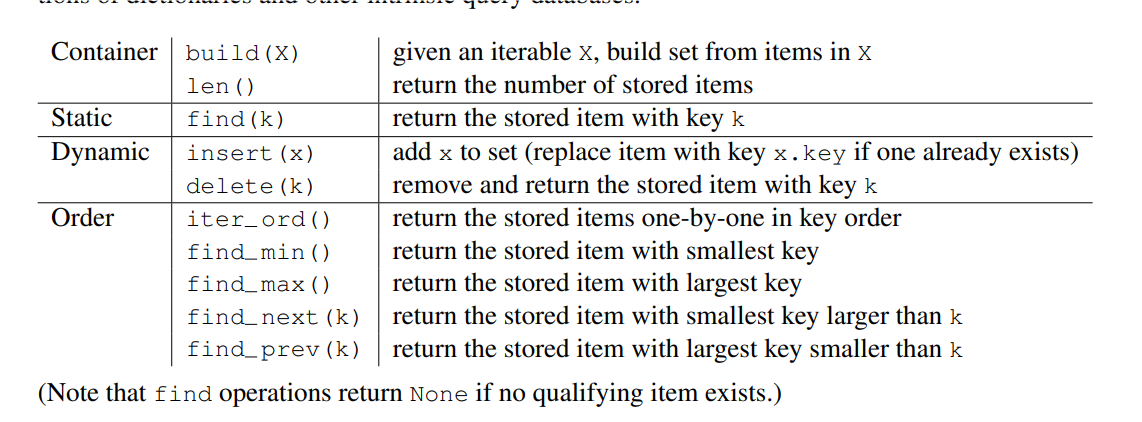 tions of dictionaries and other intrinsic query databases.
Container build(X) given an iterable X, build set from items in X
len() return the number of stored items
Static find(k) return the stored item with key k
Dynamic insert(x) add x to set (replace item with key x.key if one already exists)
delete(k) remove and return the stored item with key k
Order iter_ord() return the stored items one-by-one in key order
find_min() return the stored item with smallest key
find_max() return the stored item with largest key
find_next(k) return the stored item with smallest key larger than k
find_prev(k) return the stored item with largest key smaller than k
(Note that find operations return None if no qualifying item exists.)